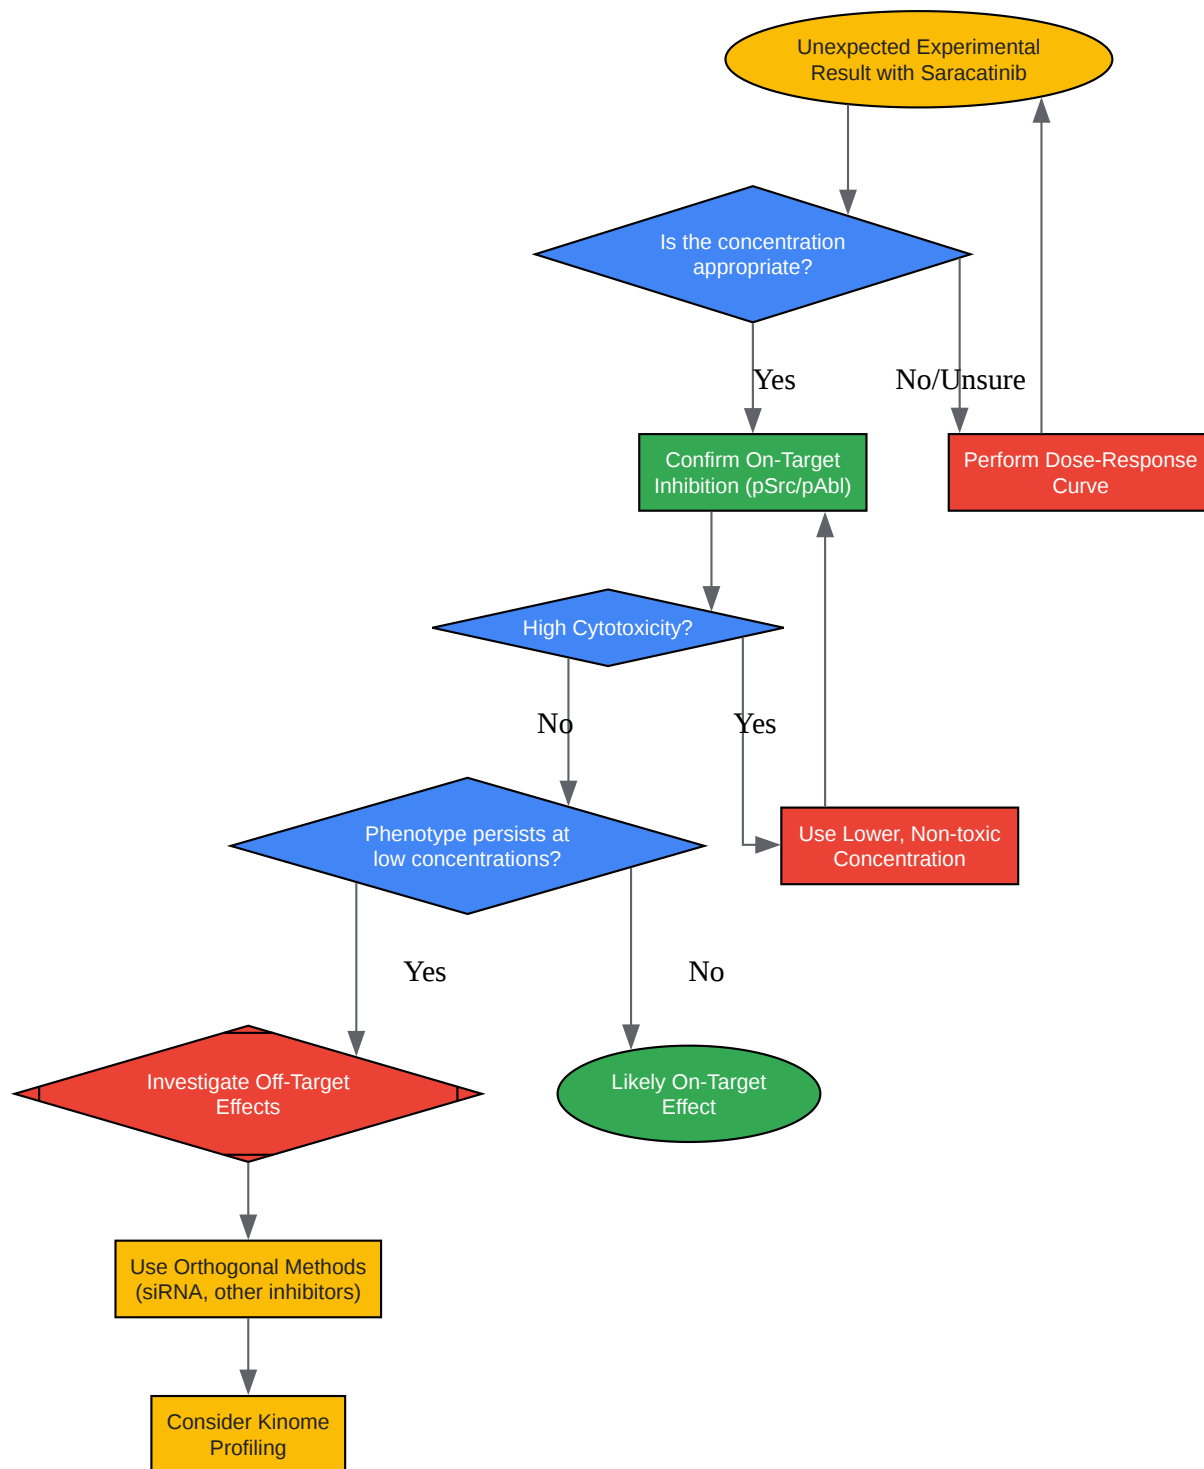 Unexpected Experimental
Result with Saracatinib
Is the concentration
appropriate?
Yes
No/Unsure
Confirm On-Target
Inhibition (pSrc/pAbl)
Perform Dose-Response
Curve
High Cytotoxicity?
No
Yes
Phenotype persists at
low concentrations?
Use Lower, Non-toxic
Concentration
Yes
No
Investigate Off-Target
Effects
Likely On-Target
Effect
Use Orthogonal Methods
(siRNA, other inhibitors)
Consider Kinome
Profiling